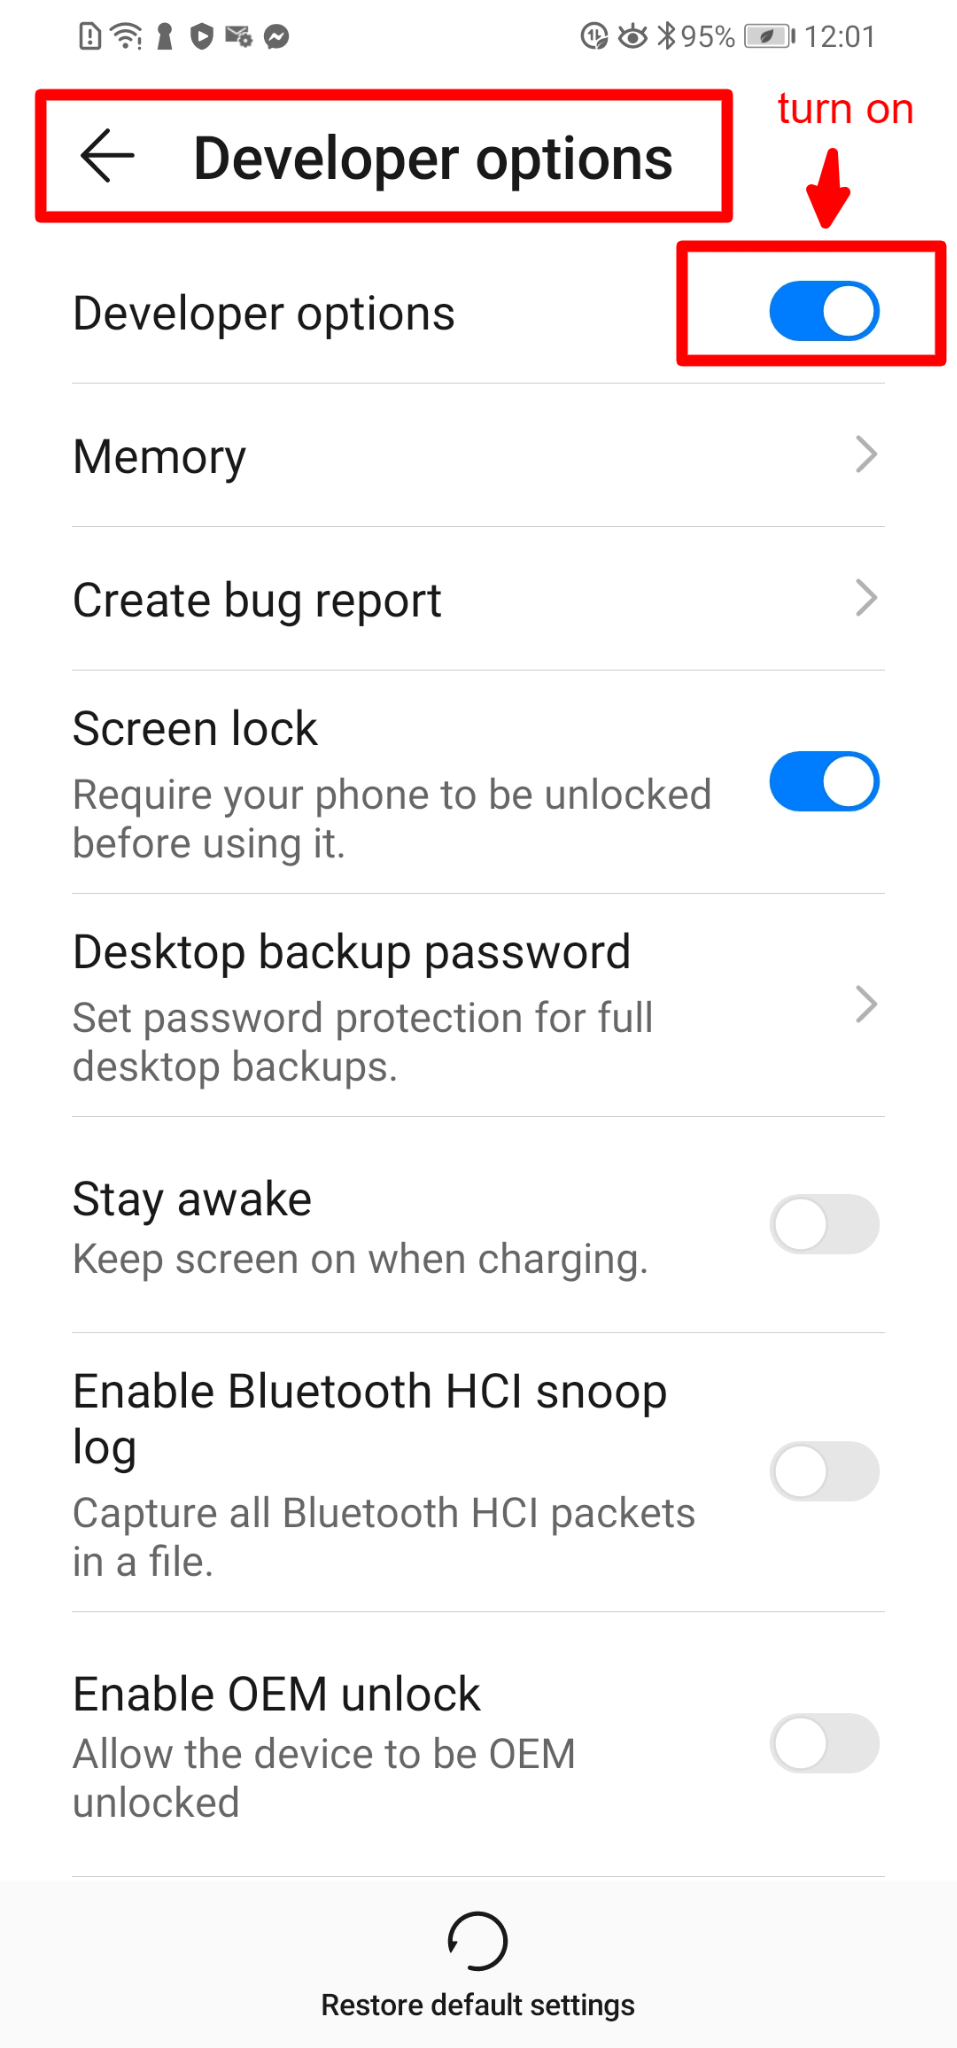 95% 12:01
turn on
Developer options
Developer options
Memory
Create bug report
Screen lock
Require your phone to be unlocked
before using it.
Desktop backup password
Set password protection for full
desktop backups.
Stay awake
Keep screen on when charging.
Enable Bluetooth HCI snoop
log
Capture all Bluetooth HCI packets
in a file.
Enable OEM unlock
Allow the device to be OEM
unlocked
Restore default settings